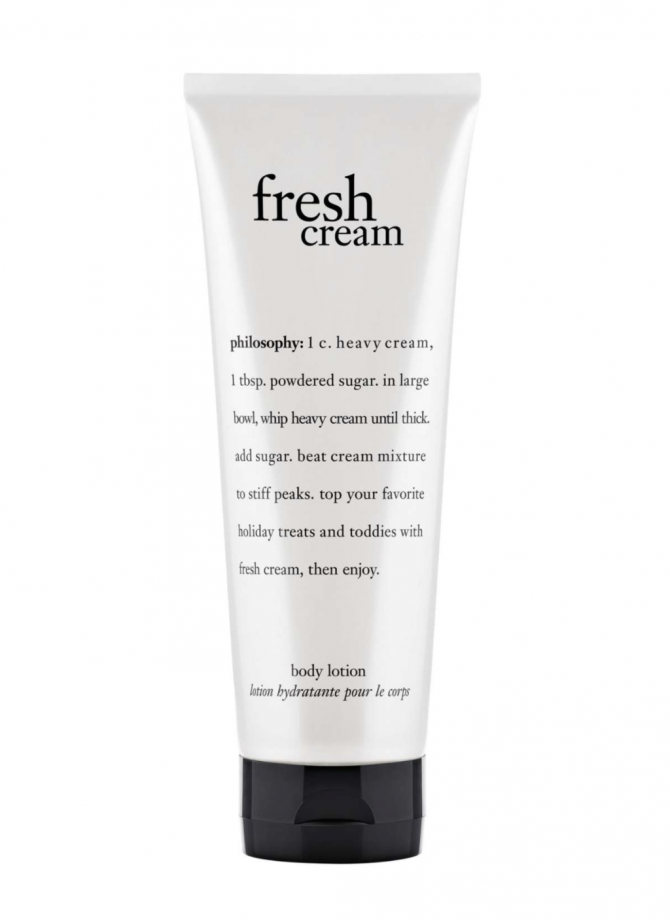 fresh
cream
philosophy: 1 c. heavy cream,
1 tbsp. powdered sugar. in large
bowl, whip heavy cream until thick.
add sugar. beat cream mixture
to stiff peaks. top your favorite
holiday treats and toddies with
fresh cream, then enjoy.
body lotion
lotion hydratante pour le corps